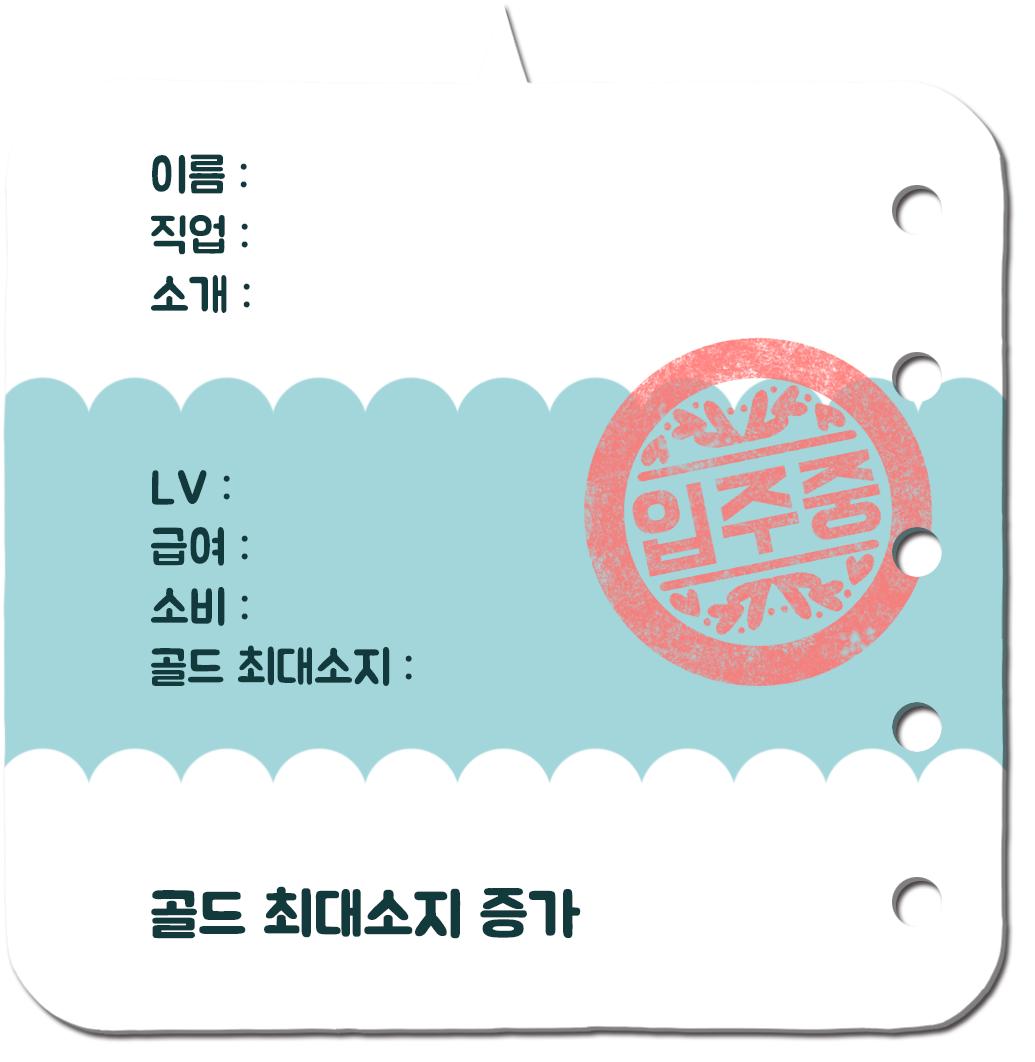 이름 :
직업 :
소개 :
LV :
급여 :
소비 :
골드 최대소지 :
입주중
골드 최대소지 증가